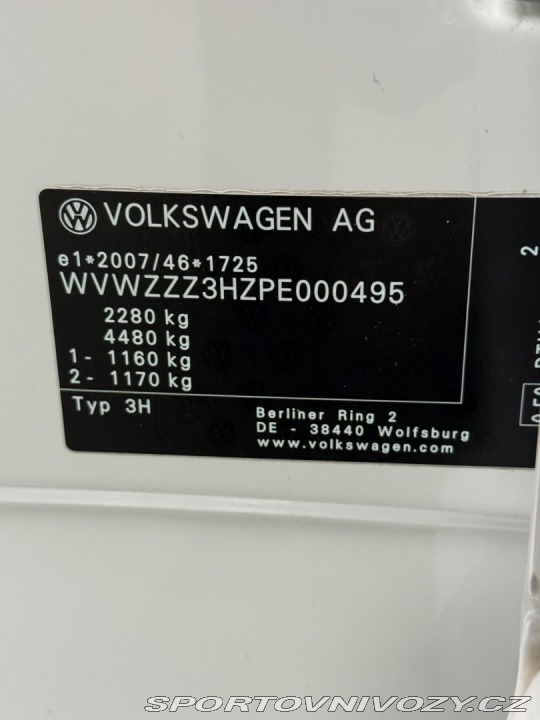 VOLKSWAGEN AG
e1*2007/46*1725
WVWZZZ3HZPE000495
2280 kg
4480 kg
1- 1160 kg
2- 1170 kg
Typ 3H
Berliner Ring 2
DE - 38440 Wolfsburg
www.volkswagen.com
2
SPORTOVNIVOZY.CZ